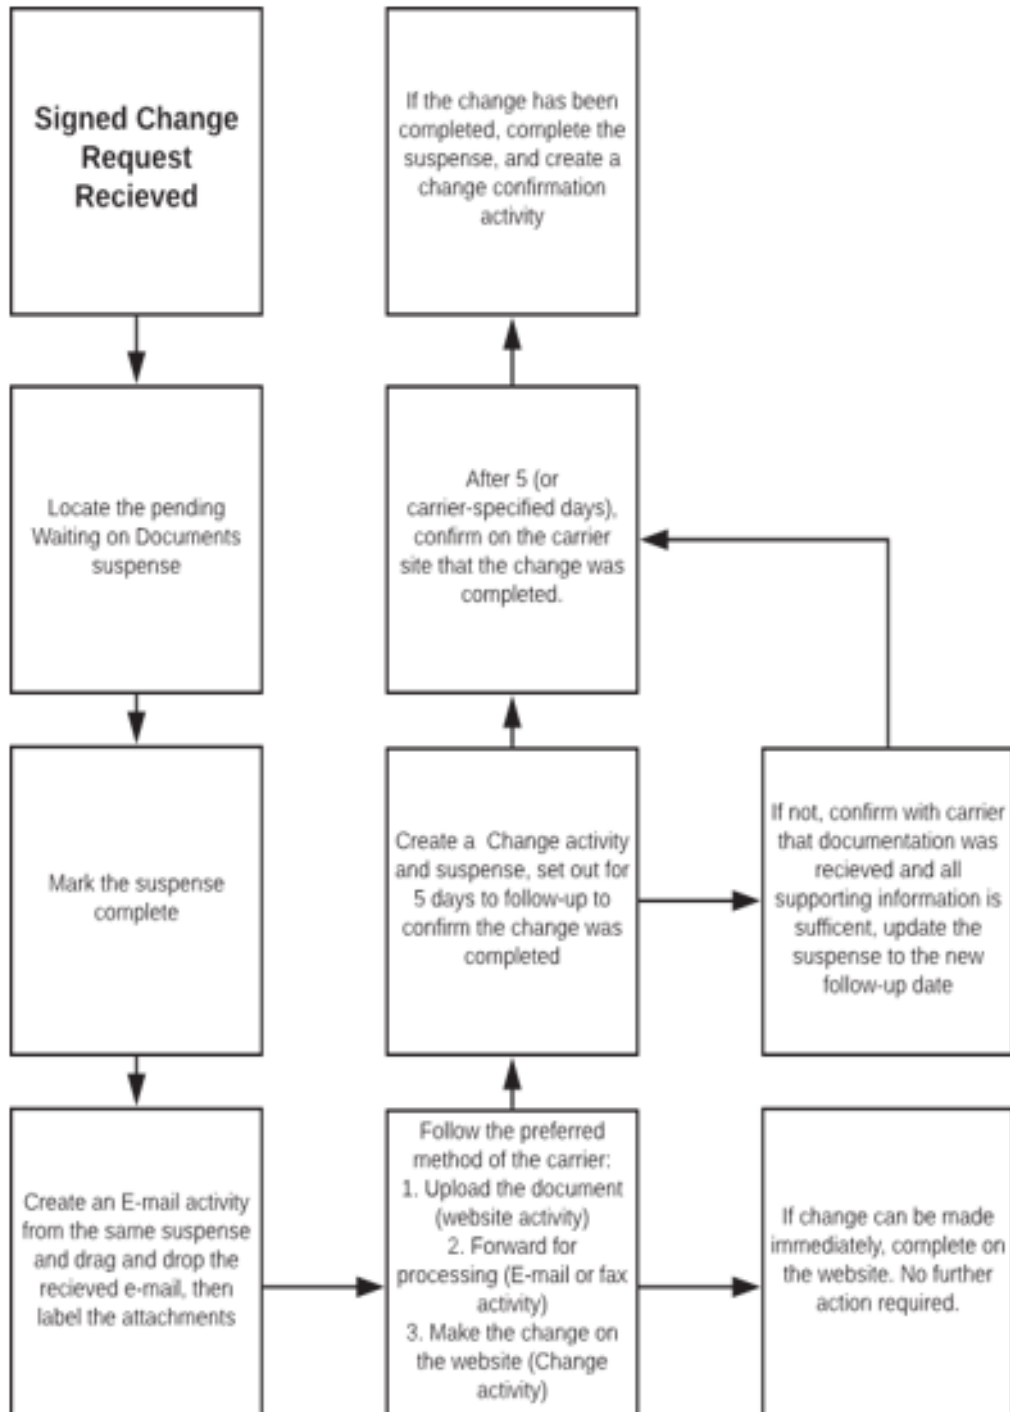 Signed Change
Request
Recieved
Locate the pending
Waiting on Documents
suspense
Mark the suspense
complete
Create an E-mail activity
from the same suspense
and drag and drop the
recieved e-mail, then
label the attachments
Follow the preferred
method of the carrier:
1. Upload the document
(website activity)
2. Forward for
processing (E-mail or fax
activity)
3. Make the change on
the website (Change
activity)
If change can be made
immediately, complete on
the website. No further
action required.
Create a Change activity
and suspense, set out for
5 days to follow-up to
confirm the change was
completed
If not, confirm with carrier
that documentation was
recieved and all
supporting information is
sufficent, update the
suspense to the new
follow-up date
After 5 (or
carrier-specified days),
confirm on the carrier
site that the change was
completed.
If the change has been
completed, complete the
suspense, and create a
change confirmation
activity